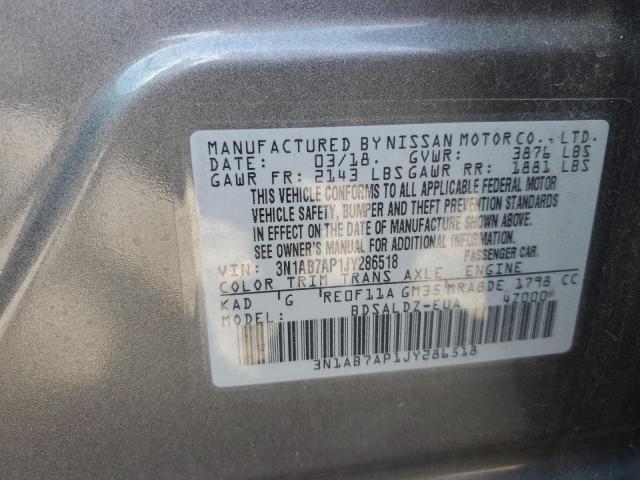 MANUFACTURED BY NISSAN MOTOR CO., LTD.
DATE: 03/18. GVWR: 3876 LBS
GAWR FR: 2143 LBS GAWR RR: 1881 LBS
THIS VEHICLE CONFORMS TO ALL APPLICABLE FEDERAL MOTOR
VEHICLE SAFETY, BUMPER AND THEFT PREVENTION STANDARDS
IN EFFECT ON THE DATE OF MANUFACTURE SHOWN ABOVE.
SEE OWNER'S MANUAL FOR ADDITIONAL INFORMATION
VIN: 3N1AB7AP1JY286518 PASSENGER CAR.
COLOR TRIM TRANS AXLE ENGINE
KAD G RE0F11A GM35 MRA8DE 1798 CC
MODEL: BDSALDZ-EUA 4Z000
3N1AB7AP1JY286518